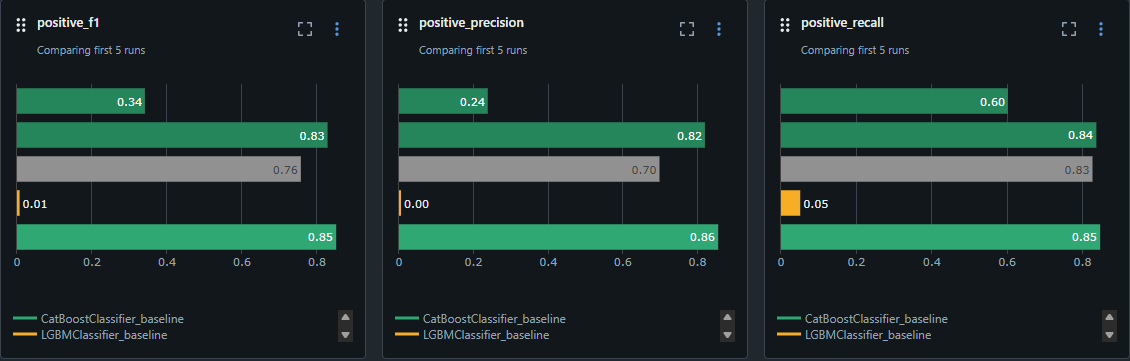 positive_f1
Comparing first 5 runs
0.34
0.83
0.76
0.01
0.85
0 0.2 0.4 0.6 0.8
CatBoostClassifier_baseline
LGBMClassifier_baseline
positive_precision
Comparing first 5 runs
0.24
0.82
0.70
0.00
0.86
0 0.2 0.4 0.6 0.8
CatBoostClassifier_baseline
LGBMClassifier_baseline
positive_recall
Comparing first 5 runs
0.60
0.84
0.83
0.05
0.85
0 0.2 0.4 0.6 0.8
CatBoostClassifier_baseline
LGBMClassifier_baseline